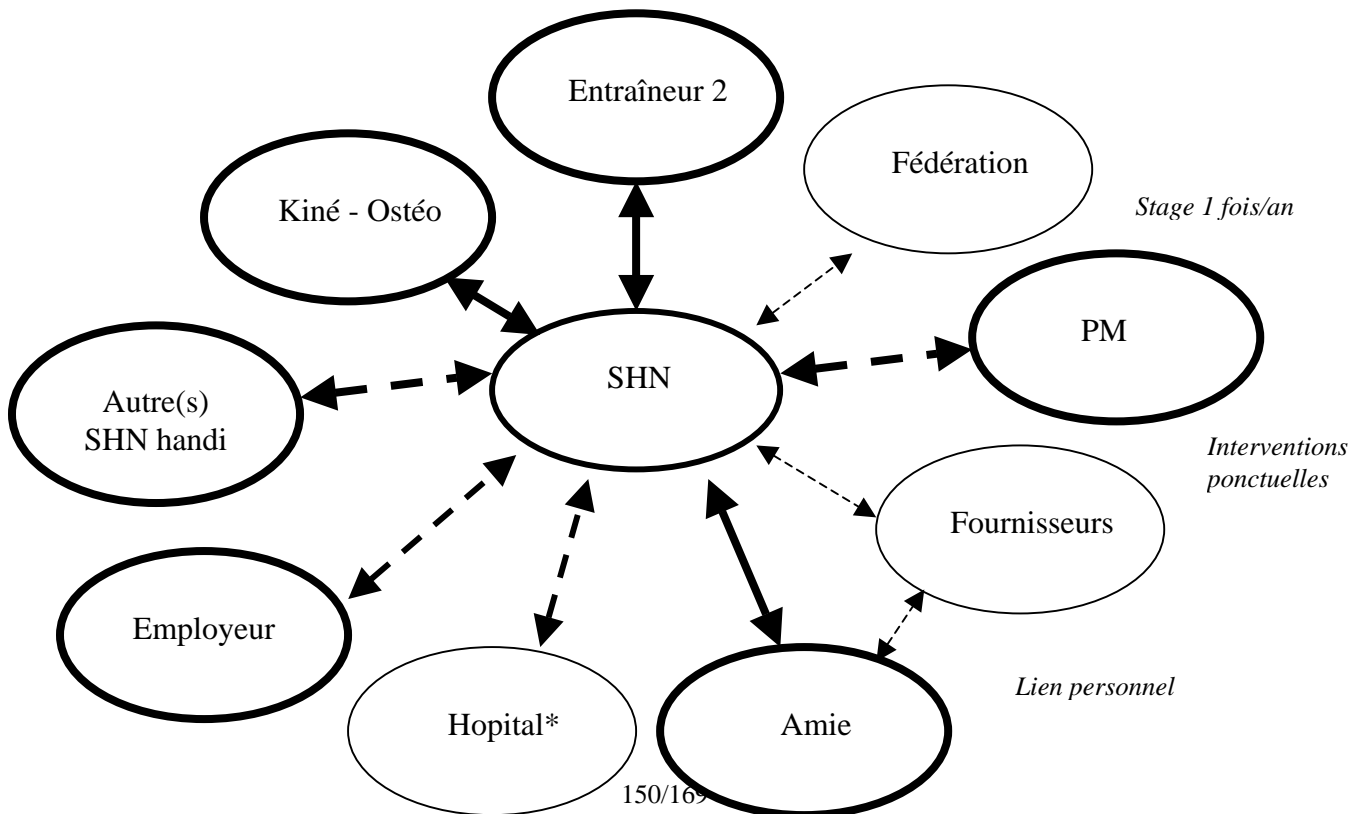 Entraîneur 2
Fédération
Kiné - Ostéo
Stage 1 fois/an
PM
SHN
Autre(s)
SHN handi
Interventions
ponctuelles
Fournisseurs
Employeur
Lien personnel
Hopital*
Amie
150/169